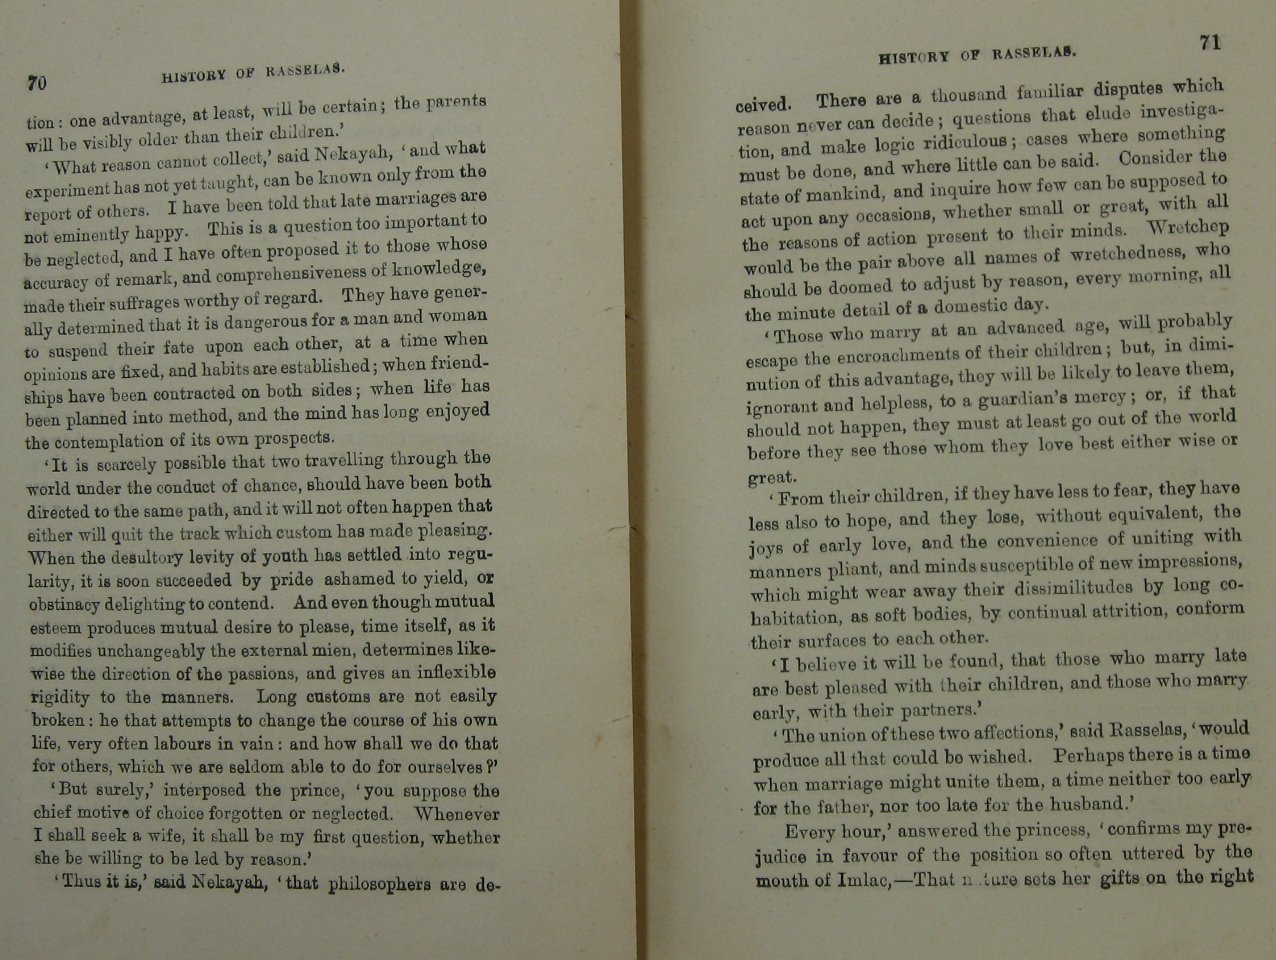 70
HISTORY OF RASSELAS.
tion: one advantage, at least, will be certain; the parents
will be visibly older than their children.'
'What reason cannot collect,' said Nekayah, 'and what
experiment has not yet taught, can be known only from the
report of others. I have been told that late marriages are
not eminently happy. This is a question too important to
be neglected, and I have often proposed it to those whose
accuracy of remark, and comprehensiveness of knowledge,
made their suffrages worthy of regard. They have gener-
ally determined that it is dangerous for a man and woman
to suspend their fate upon each other, at a time when
opinions are fixed, and habits are established; when friend-
ships have been contracted on both sides; when life has
been planned into method, and the mind has long enjoyed
the contemplation of its own prospects.
'It is scarcely possible that two travelling through the
world under the conduct of chance, should have been both
directed to the same path, and it will not often happen that
either will quit the track which custom has made pleasing.
When the desultory levity of youth has settled into regu-
larity, it is soon succeeded by pride ashamed to yield, or
obstinacy delighting to contend. And even though mutual
esteem produces mutual desire to please, time itself, as it
modifies unchangeably the external mien, determines like-
wise the direction of the passions, and gives an inflexible
rigidity to the manners. Long customs are not easily
broken: he that attempts to change the course of his own
life, very often labours in vain: and how shall we do that
for others, which we are seldom able to do for ourselves?'
'But surely,' interposed the prince, 'you suppose the
chief motive of choice forgotten or neglected. Whenever
I shall seek a wife, it shall be my first question, whether
she be willing to be led by reason.'
'Thus it is,' said Nekayah, 'that philosophers are de-
HISTORY OF RASSELAS.
71
ceived. There are a thousand familiar disputes which
reason never can decide; questions that elude investiga-
tion, and make logic ridiculous; cases where something
must be done, and where little can be said. Consider the
state of mankind, and inquire how few can be supposed to
act upon any occasions, whether small or great, with all
the reasons of action present to their minds. Wretchep
would be the pair above all names of wretchedness, who
should be doomed to adjust by reason, every morning, all
the minute detail of a domestic day.
'Those who marry at an advanced age, will probably
escape the encroachments of their children; but, in dimi-
nution of this advantage, they will be likely to leave them,
ignorant and helpless, to a guardian's mercy; or, if that
should not happen, they must at least go out of the world
before they see those whom they love best either wise or
great.
'From their children, if they have less to fear, they have
less also to hope, and they lose, without equivalent, the
joys of early love, and the convenience of uniting with
manners pliant, and minds susceptible of new impressions,
which might wear away their dissimilitudes by long co-
habitation, as soft bodies, by continual attrition, conform
their surfaces to each other.
'I believe it will be found, that those who marry late
are best pleased with their children, and those who marry
early, with their partners.'
'The union of these two affections,' said Rasselas, 'would
produce all that could be wished. Perhaps there is a time
when marriage might unite them, a time neither too early
for the father, nor too late for the husband.'
Every hour,' answered the princess, 'confirms my pre-
judice in favour of the position so often uttered by the
mouth of Imlac,—That nature sets her gifts on the right